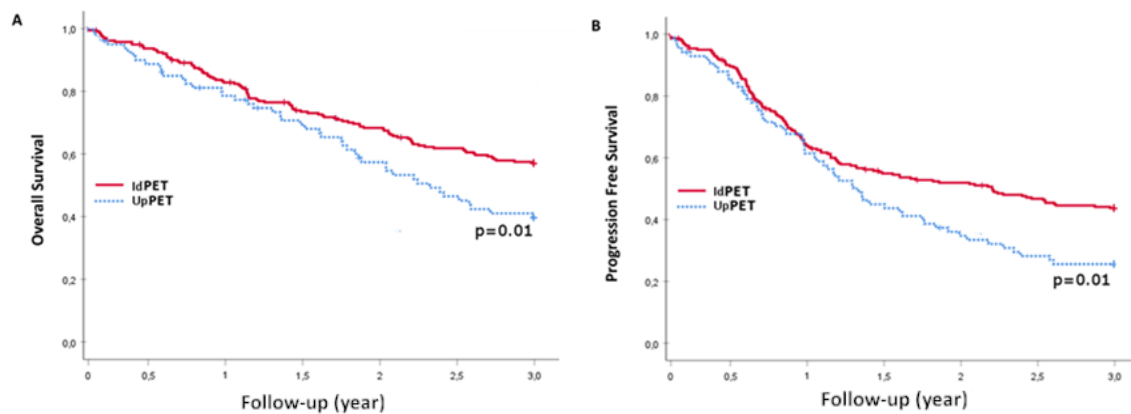 A
Overall Survival
1,0
0,8
0,6
0,4
0,2
0,0
IdPET
UpPET
p=0.01
0
0,5
1
1,5
2
2,5
3,0
Follow-up (year)
B
Progression Free Survival
1,0
0,8
0,6
0,4
0,2
0,0
IdPET
UpPET
p=0.01
0
0,5
1
1,5
2
2,5
3,0
Follow-up (year)